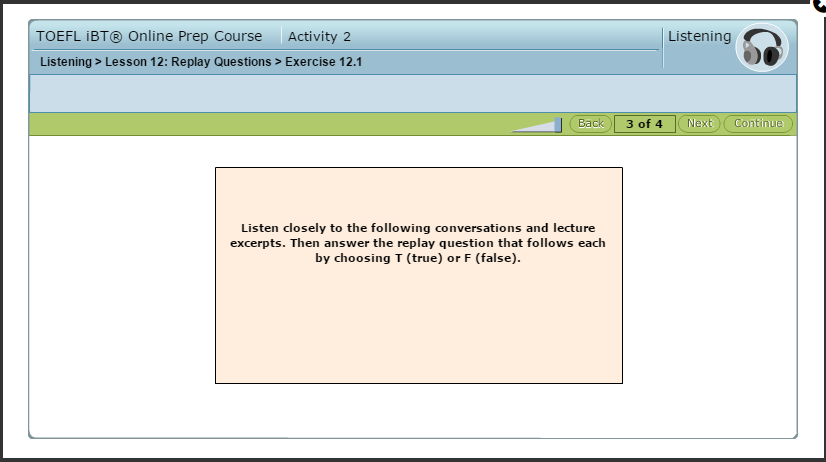 TOEFL iBT® Online Prep Course Activity 2 Listening
Listening > Lesson 12: Replay Questions > Exercise 12.1
Back 3 of 4 Next Continue
Listen closely to the following conversations and lecture
excerpts. Then answer the replay question that follows each
by choosing T (true) or F (false).